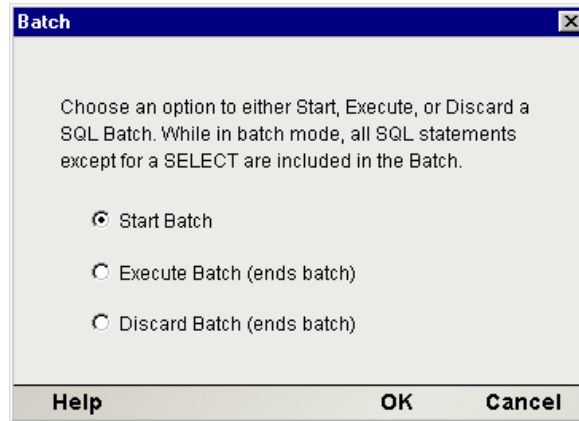 Batch
Choose an option to either Start, Execute, or Discard a
SQL Batch. While in batch mode, all SQL statements
except for a SELECT are included in the Batch.
Start Batch
Execute Batch (ends batch)
Discard Batch (ends batch)
Help OK Cancel